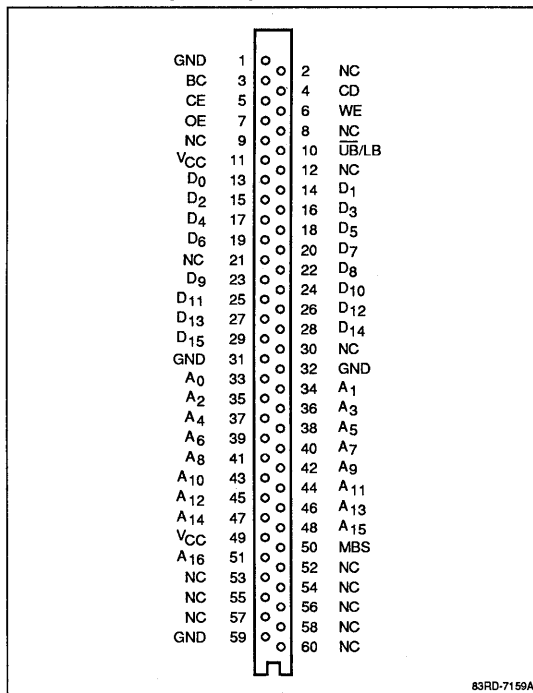 GND 1
2 NC
BC 3
4 CD
CE 5
6 WE
OE 7
8 NC
NC 9
10 U̅B̅/LB
VCC 11
12 NC
D0 13
14 D1
D2 15
16 D3
D4 17
18 D5
D6 19
20 D7
NC 21
22 D8
D9 23
24 D10
D11 25
26 D12
D13 27
28 D14
D15 29
30 NC
GND 31
32 GND
A0 33
34 A1
A2 35
36 A3
A4 37
38 A5
A6 39
40 A7
A8 41
42 A9
A10 43
44 A11
A12 45
46 A13
A14 47
48 A15
VCC 49
50 MBS
A16 51
52 NC
NC 53
54 NC
NC 55
56 NC
NC 57
58 NC
GND 59
60 NC
83RD-7159A